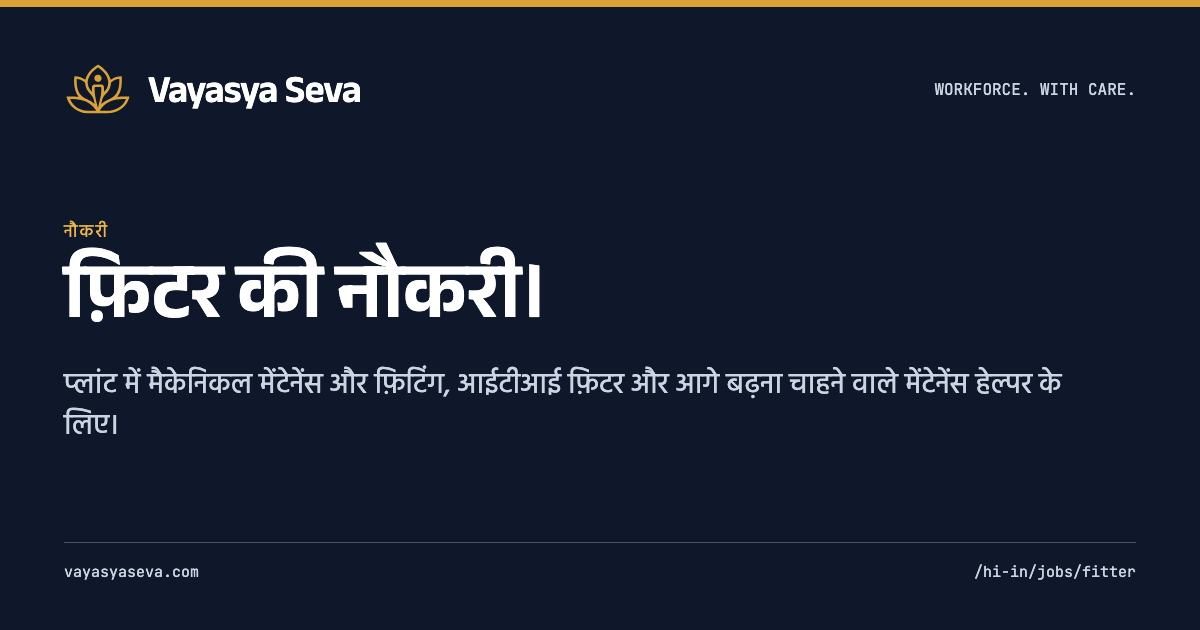 Vayasya Seva
WORKFORCE. WITH CARE.
नौकरी
फ़िटर की नौकरी।
प्लांट में मैकेनिकल मेंटेनेंस और फ़िटिंग, आईटीआई फ़िटर और आगे बढ़ना चाहने वाले मेंटेनेंस हेल्पर के
लिए।
vayasyaseva.com
/hi-in/jobs/fitter